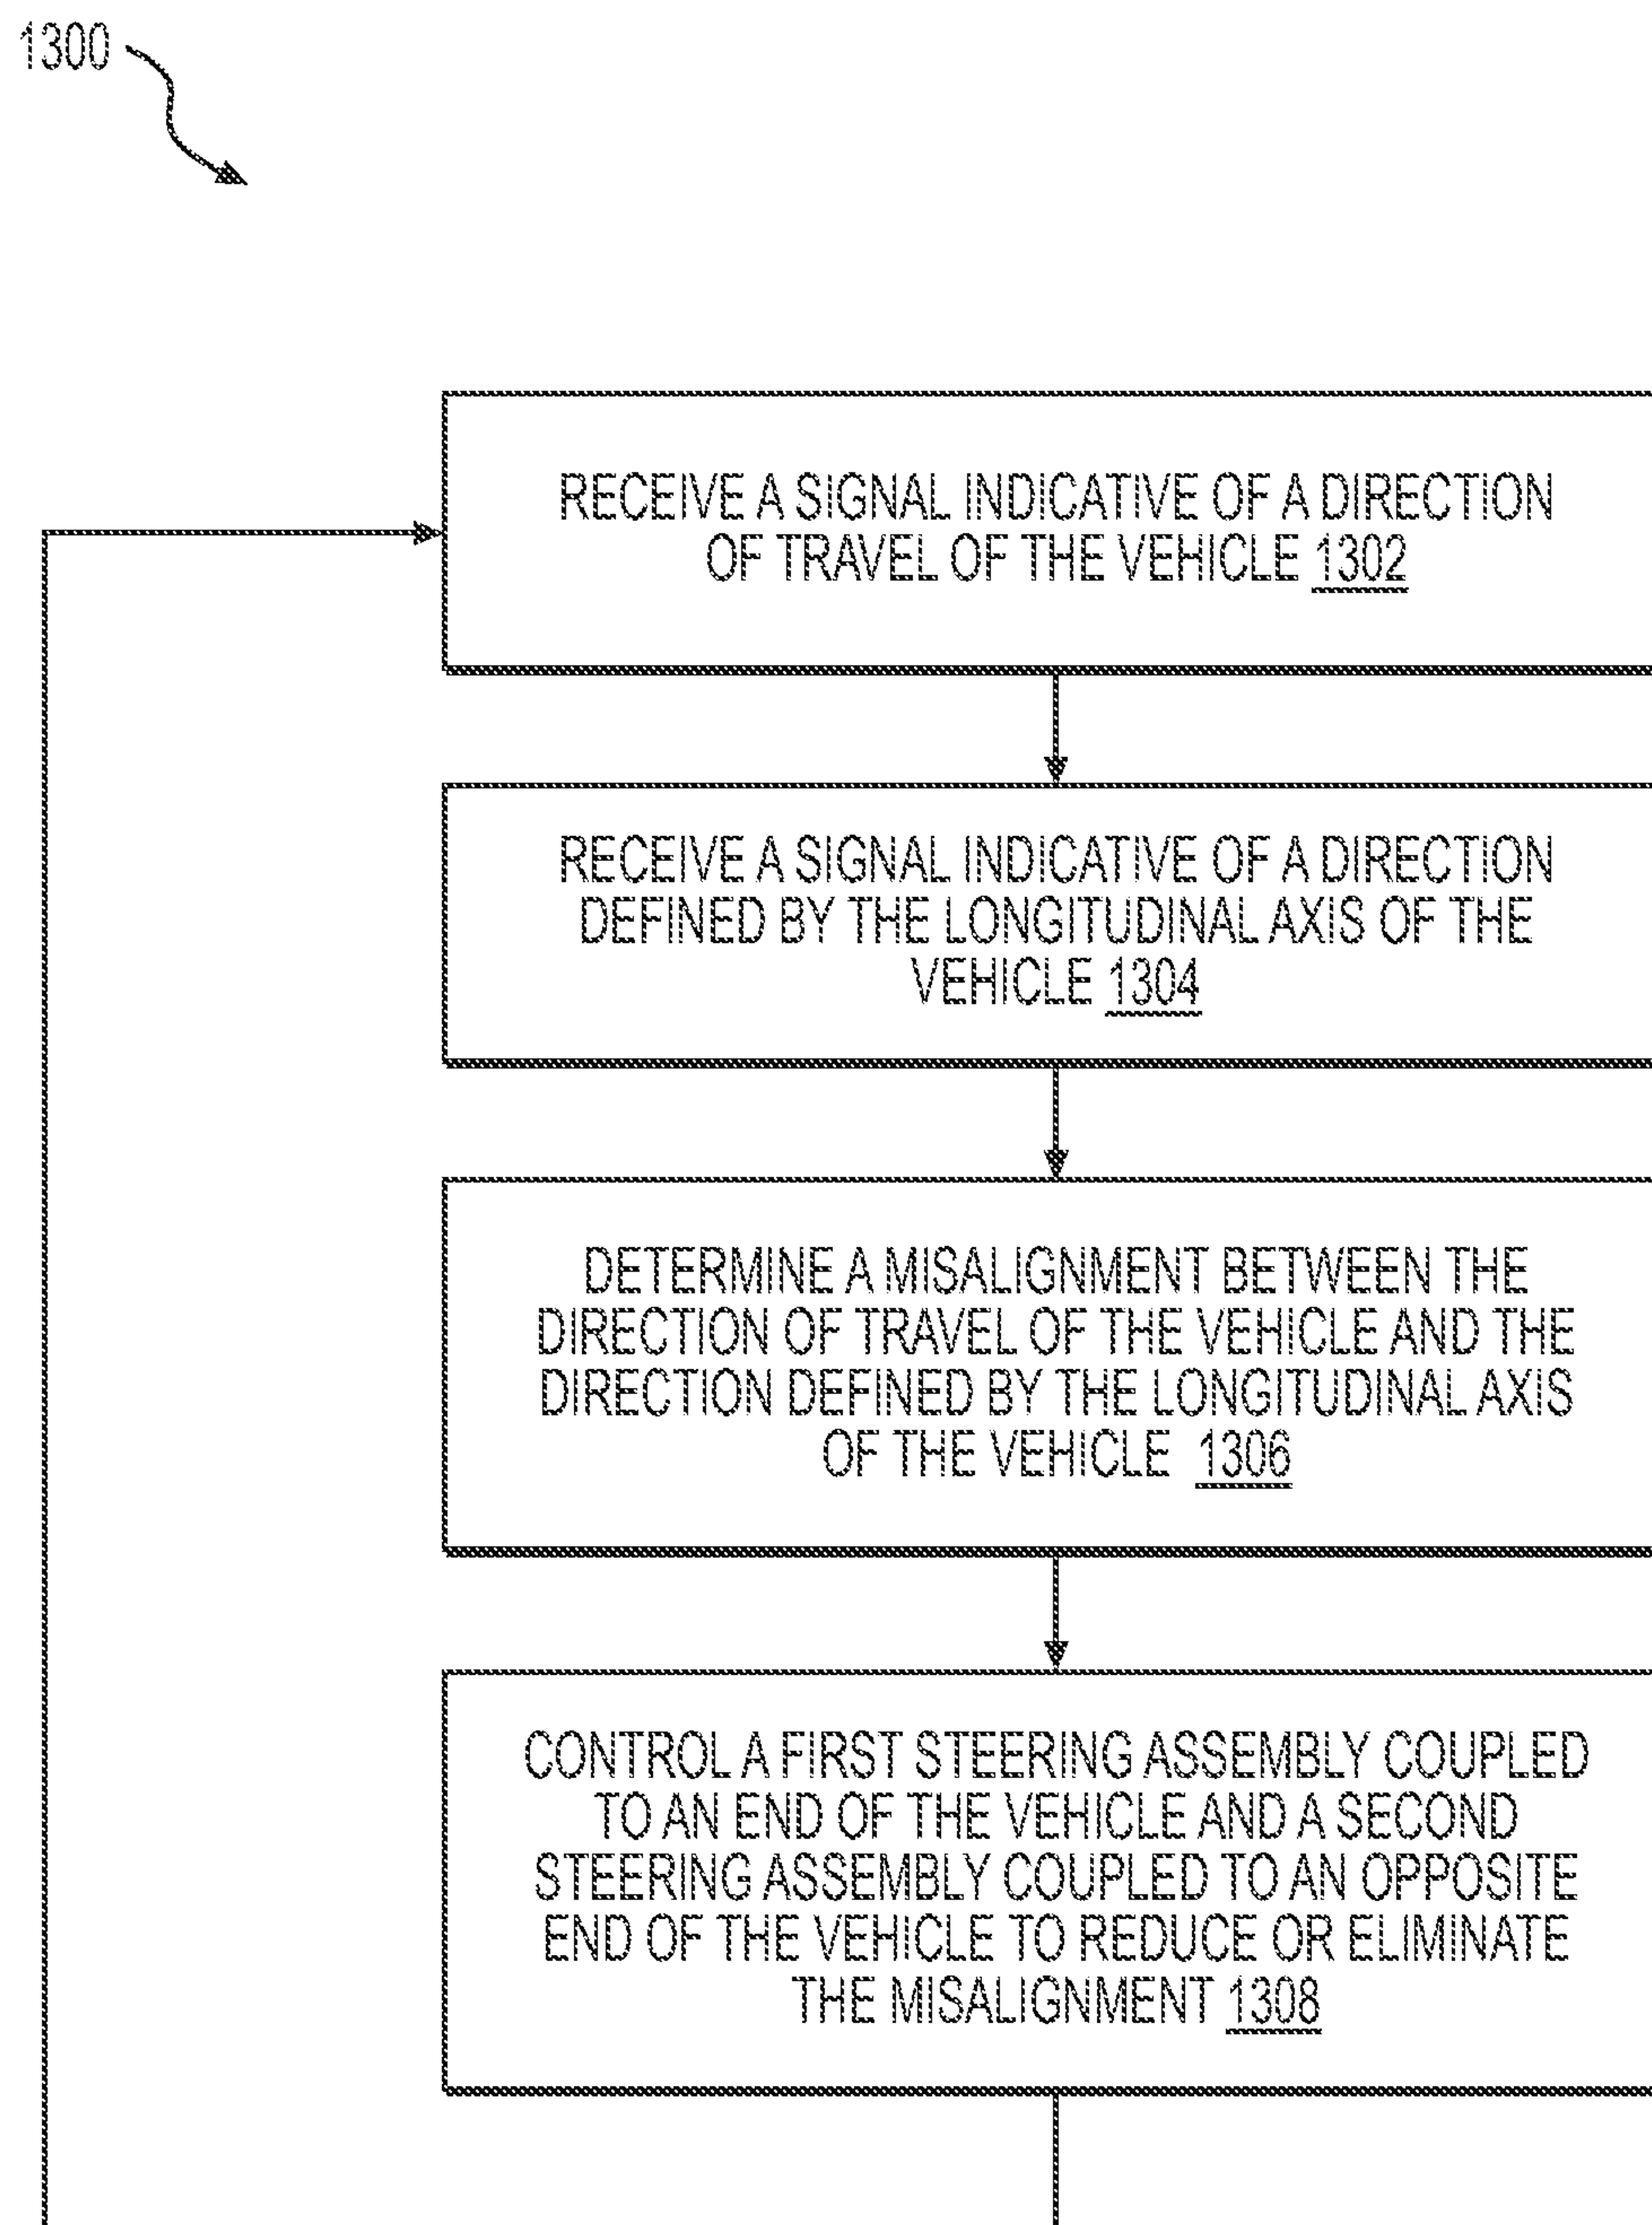 1300
RECEIVE A SIGNAL INDICATIVE OF A DIRECTION
OF TRAVEL OF THE VEHICLE 1302
RECEIVE A SIGNAL INDICATIVE OF A DIRECTION
DEFINED BY THE LONGITUDINAL AXIS OF THE
VEHICLE 1304
DETERMINE A MISALIGNMENT BETWEEN THE
DIRECTION OF TRAVEL OF THE VEHICLE AND THE
DIRECTION DEFINED BY THE LONGITUDINAL AXIS
OF THE VEHICLE 1306
CONTROL A FIRST STEERING ASSEMBLY COUPLED
TO AN END OF THE VEHICLE AND A SECOND
STEERING ASSEMBLY COUPLED TO AN OPPOSITE
END OF THE VEHICLE TO REDUCE OR ELIMINATE
THE MISALIGNMENT 1308